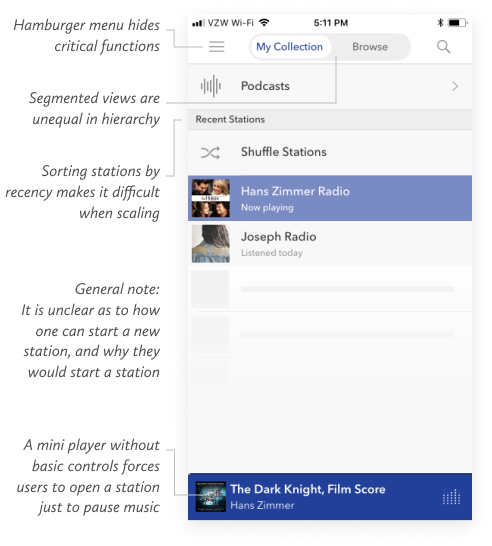 Hamburger menu hides
critical functions
Segmented views are
unequal in hierarchy
Sorting stations by
recency makes it difficult
when scaling
General note:
It is unclear as to how
one can start a new
station, and why they
would start a station
A mini player without
basic controls forces
users to open a station
just to pause music
VZW Wi-Fi 5:11 PM
My Collection Browse
Podcasts
Recent Stations
Shuffle Stations
Hans Zimmer Radio
Now playing
Joseph Radio
Listened today
The Dark Knight, Film Score
Hans Zimmer